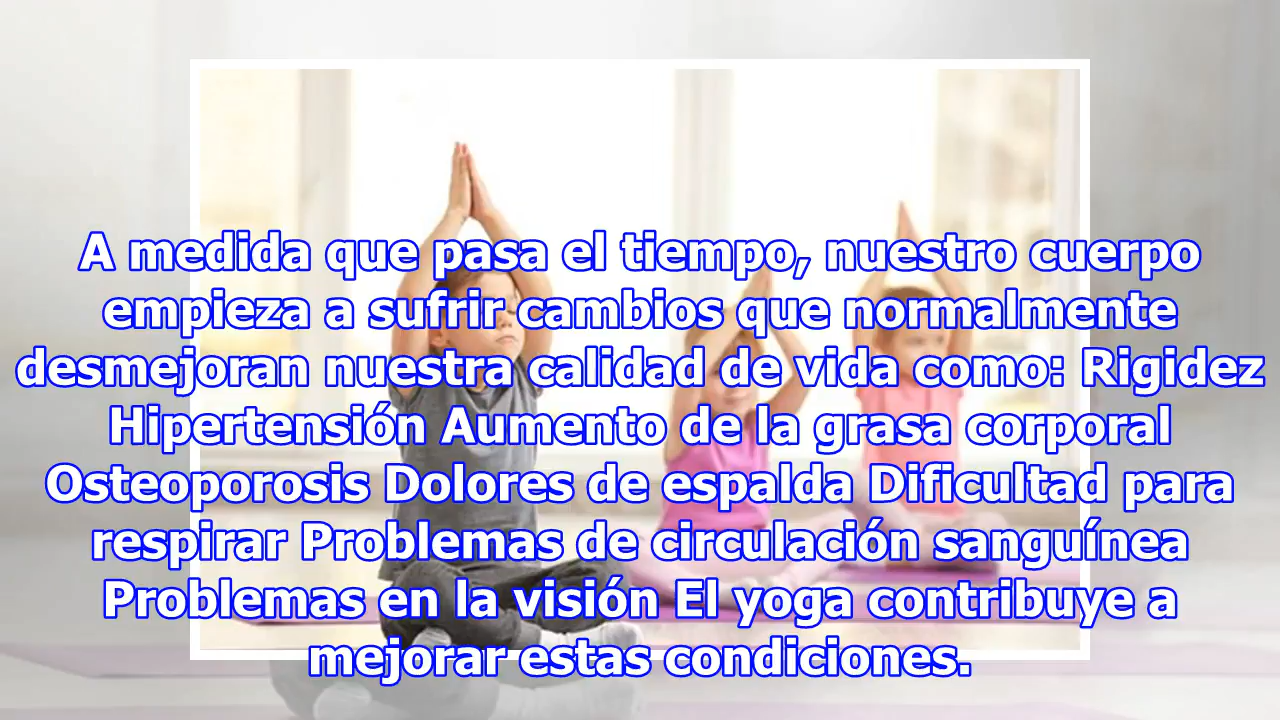 A medida que pasa el tiempo, nuestro cuerpo
empieza a sufrir cambios que normalmente
desmejoran nuestra calidad de vida como: Rigidez
Hipertensión Aumento de la grasa corporal
Osteoporosis Dolores de espalda Dificultad para
respirar Problemas de circulación sanguínea
Problemas en la visión El yoga contribuye a
mejorar estas condiciones.